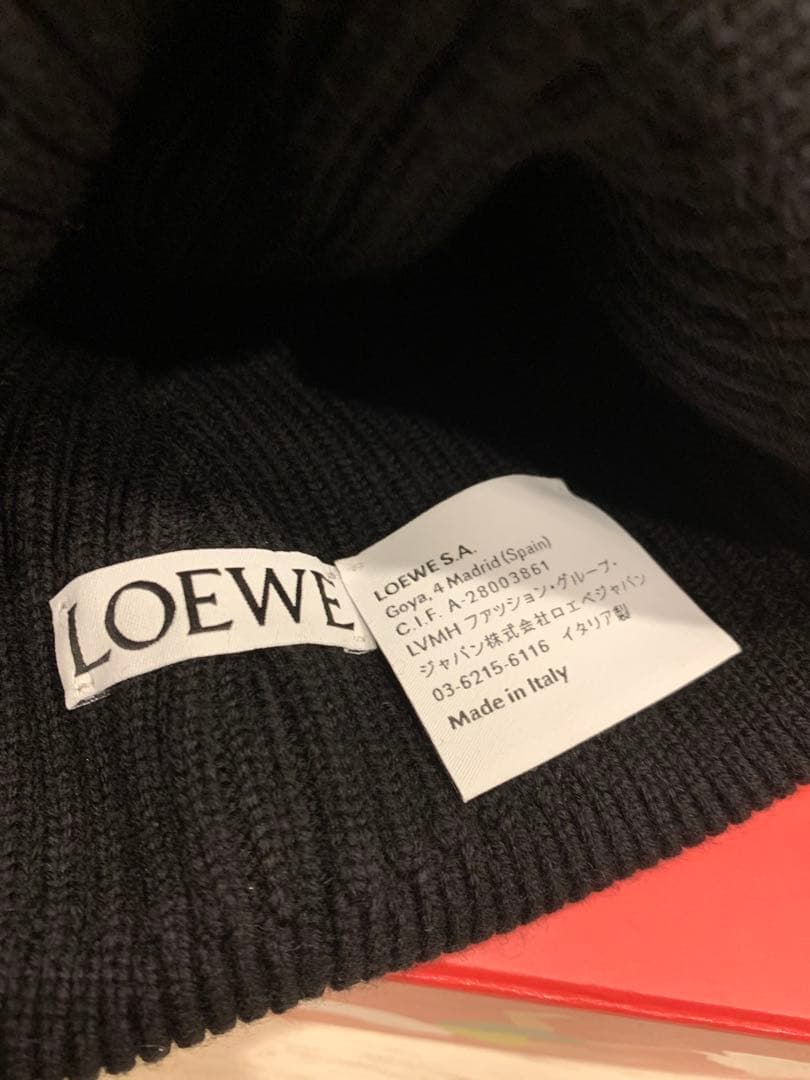 LOEWE
LOEWE S.A.
Goya, 4 Madrid (Spain)
C.I.F. A-28003861
LVMH ファッション・グループ・
ジャパン株式会社ロエベジャパン
03-6215-6116 イタリア製
Made in Italy